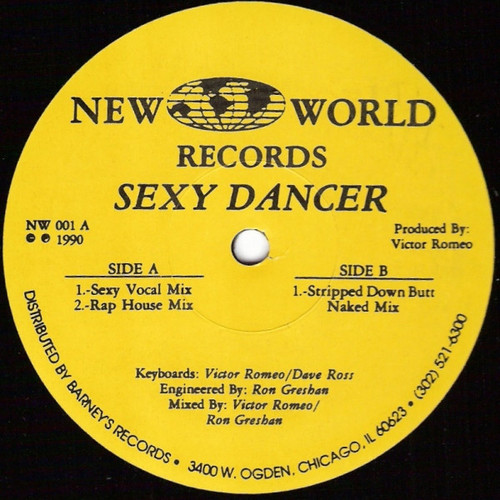 NEW WORLD
RECORDS
SEXY DANCER
NW 001 A
℗ © 1990
Produced By:
Victor Romeo
SIDE A
1.-Sexy Vocal Mix
2.-Rap House Mix
SIDE B
1.-Stripped Down Butt
Naked Mix
Keyboards: Victor Romeo/Dave Ross
Engineered By: Ron Greshan
Mixed By: Victor Romeo/
Ron Greshan
DISTRIBUTED BY BARNEY'S RECORDS • 3400 W. OGDEN, CHICAGO, IL 60623 • (302) 521-6300